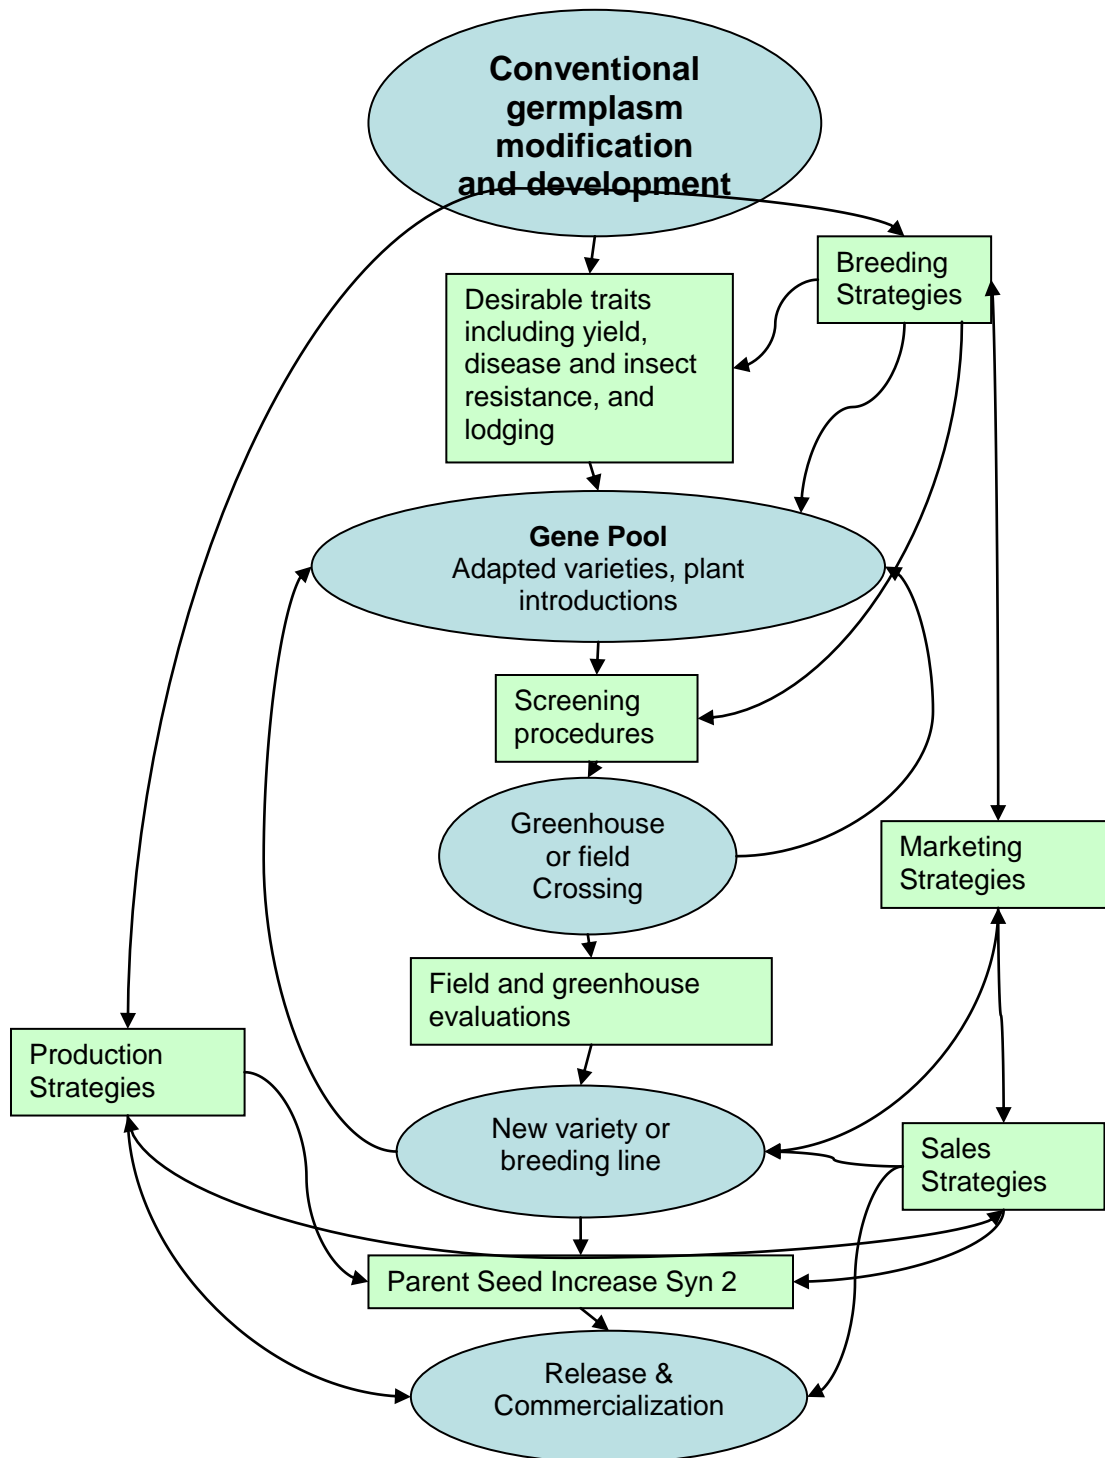 Conventional
germplasm
modification
and development
Breeding
Strategies
Desirable traits
including yield,
disease and insect
resistance, and
lodging
Gene Pool
Adapted varieties, plant
introductions
Screening
procedures
Greenhouse
or field
Crossing
Marketing
Strategies
Field and greenhouse
evaluations
Production
Strategies
New variety or
breeding line
Sales
Strategies
Parent Seed Increase Syn 2
Release &
Commercialization